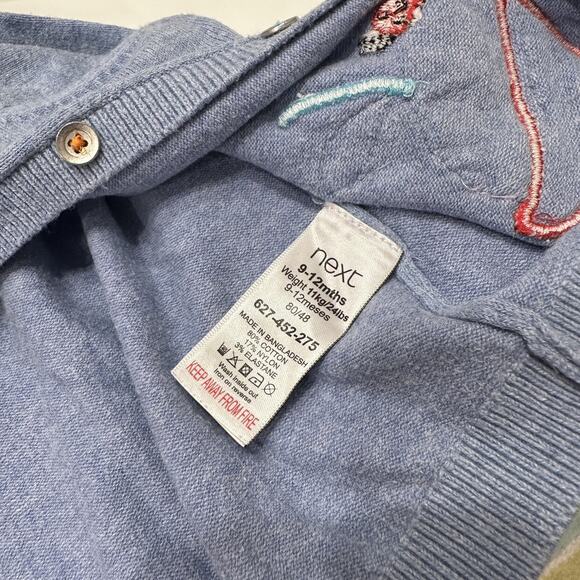 next
9-12mths
Weight 11kg/24lbs
9-12meses
80/48
627-452-275
MADE IN BANGLADESH
80% COTTON
17% NYLON
3% ELASTANE
Wash inside out
Iron on reverse
KEEP AWAY FROM FIRE